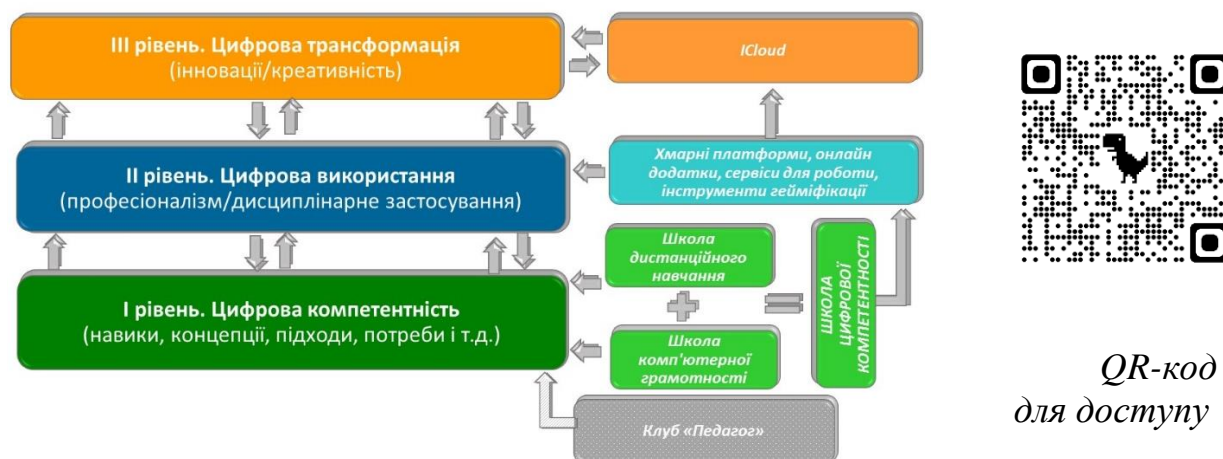 ІІІ рівень. Цифрова трансформація
(інновації/креативність)
ICloud
ІІ рівень. Цифрова використання
(професіоналізм/дисциплінарне застосування)
Хмарні платформи, онлайн
додатки, сервіси для роботи,
інструменти гейміфікації
І рівень. Цифрова компетентність
(навики, концепції, підходи, потреби і т.д.)
Школа
дистанційного
навчання
Школа
комп'ютерної
грамотності
ШКОЛА
ЦИФРОВОЇ
КОМПЕТЕНТНОСТІ
Клуб «Педагог»
QR-код
для доступу